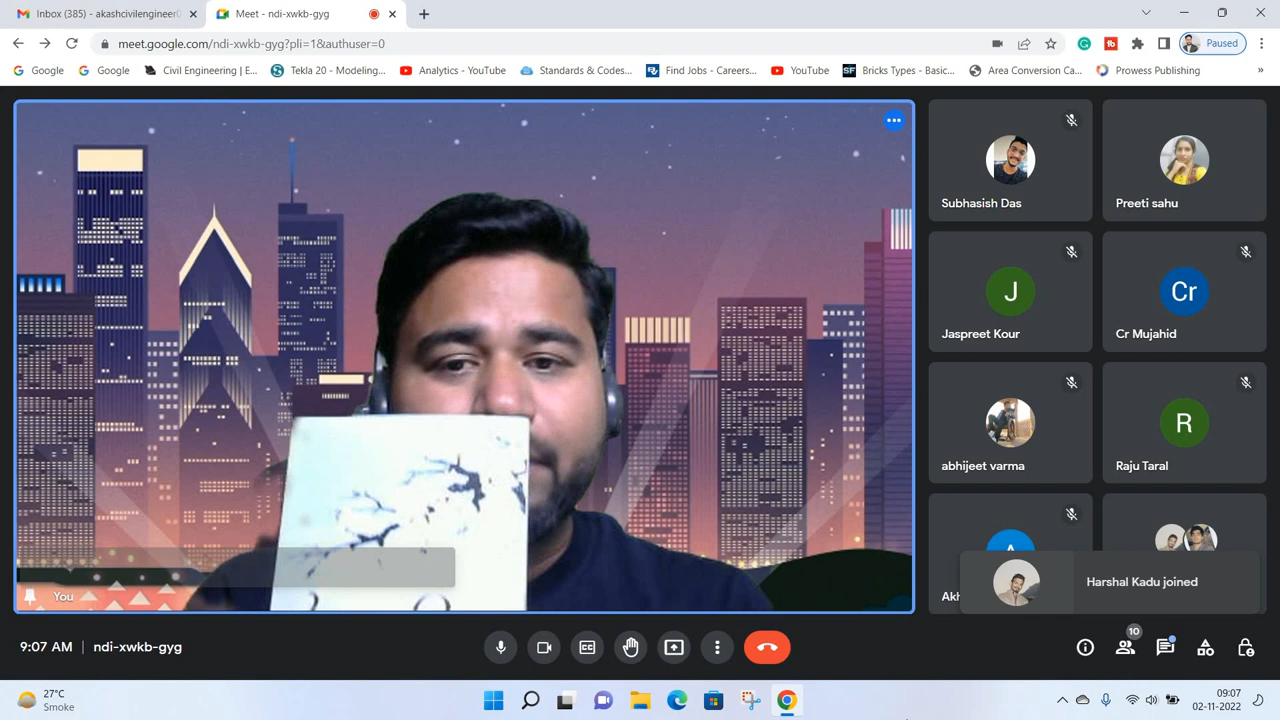 Inbox (385) - akashcivilengineer
Meet - ndi-xwkb-gyg
meet.google.com/ndi-xwkb-gyg?pli=1&authuser=0
Paused
Google
Google
Civil Engineering | E...
Tekla 20 - Modeling...
Analytics - YouTube
Standards & Codes...
Find Jobs - Careers...
YouTube
Bricks Types - Basic...
Area Conversion Ca...
Prowess Publishing
Subhasish Das
Preeti sahu
J
Jaspreet Kour
Cr
Cr Mujahid
abhijeet varma
R
Raju Taral
Harshal Kadu joined
You
9:07 AM | ndi-xwkb-gyg
CC
10
27°C
Smoke
09:07
02-11-2022